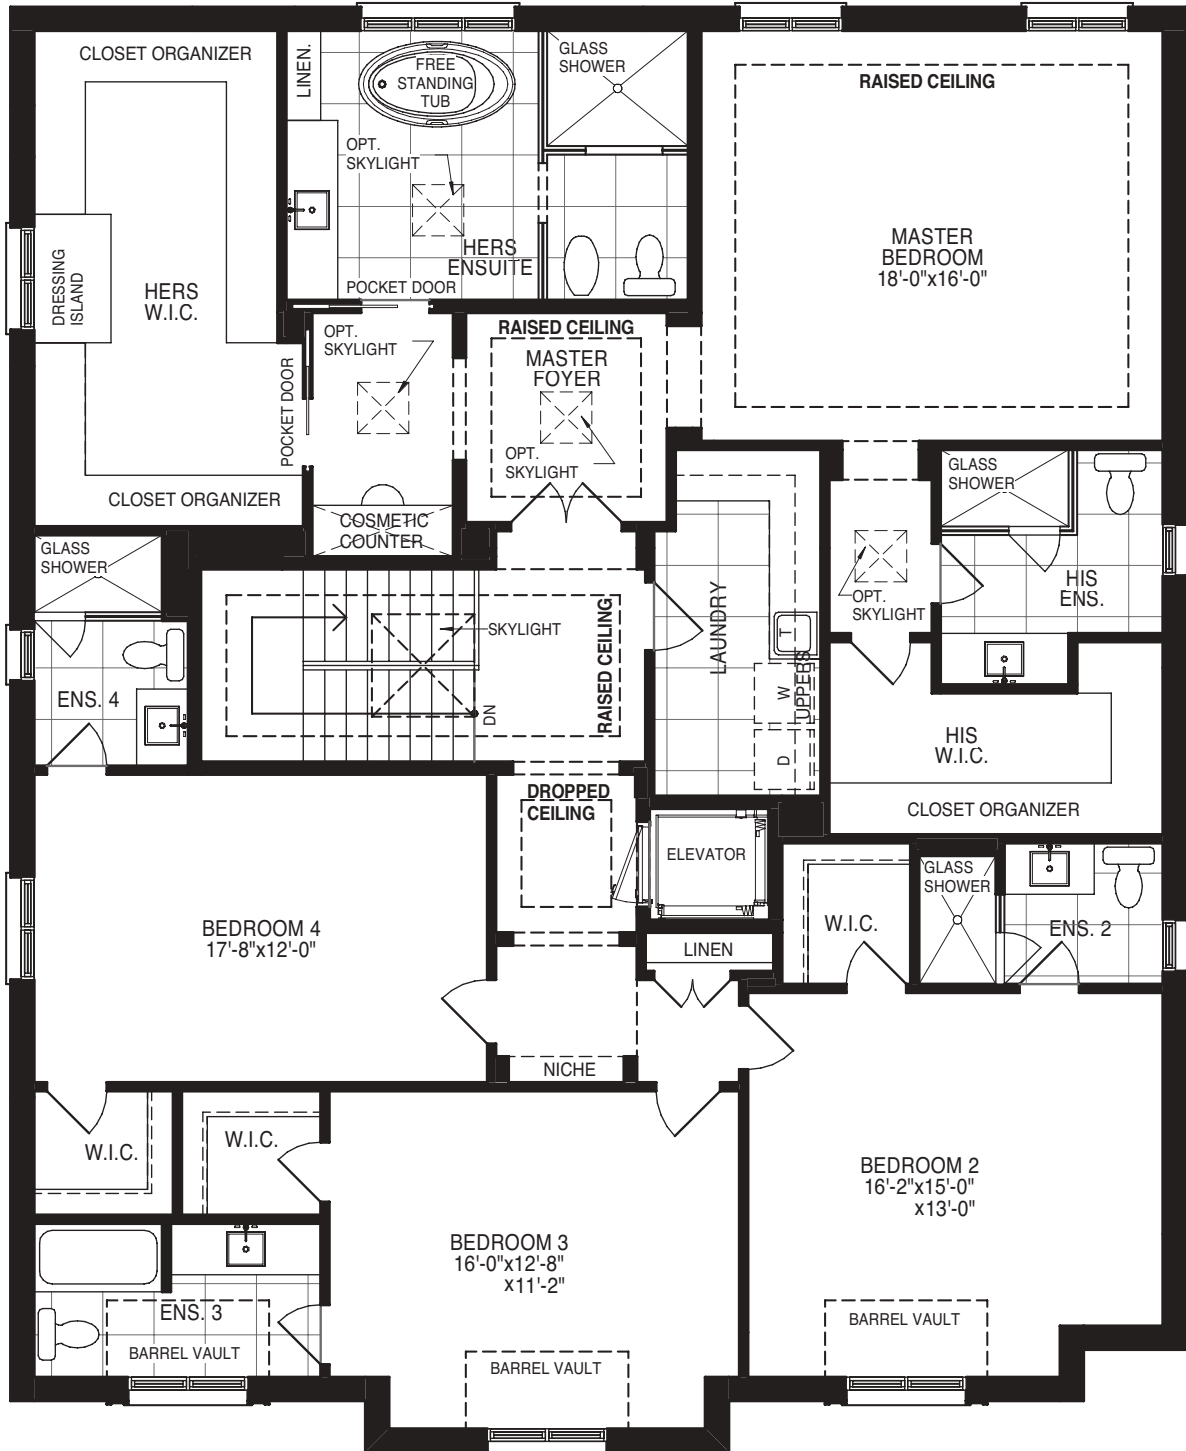 CLOSET ORGANIZER
LINEN.
FREE
STANDING
TUB
GLASS
SHOWER
RAISED CEILING
OPT.
SKYLIGHT
MASTER
BEDROOM
18'-0"x16'-0"
HERS
ENSUITE
DRESSING
ISLAND
HERS
W.I.C.
POCKET DOOR
OPT.
SKYLIGHT
RAISED CEILING
MASTER
FOYER
POCKET DOOR
OPT.
SKYLIGHT
CLOSET ORGANIZER
COSMETIC
COUNTER
GLASS
SHOWER
GLASS
SHOWER
HIS
ENS.
OPT.
SKYLIGHT
LAUNDRY
T
UPPERS
W
D
SKYLIGHT
RAISED CEILING
DN
ENS. 4
HIS
W.I.C.
CLOSET ORGANIZER
DROPPED
CEILING
ELEVATOR
GLASS
SHOWER
W.I.C.
ENS. 2
BEDROOM 4
17'-8"x12'-0"
LINEN
NICHE
W.I.C.
W.I.C.
BEDROOM 2
16'-2"x15'-0"
x13'-0"
BEDROOM 3
16'-0"x12'-8"
x11'-2"
ENS. 3
BARREL VAULT
BARREL VAULT
BARREL VAULT